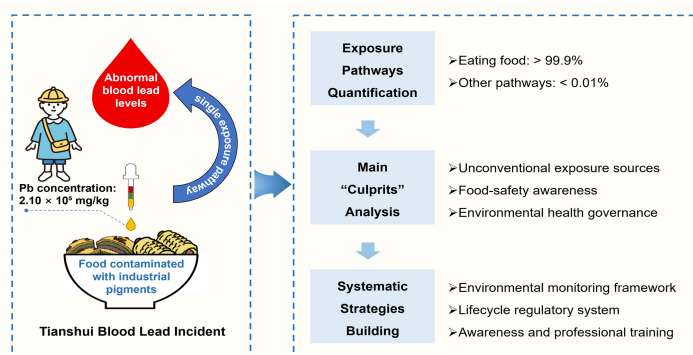 Abnormal
blood lead
levels
single exposure pathway
Pb concentration:
2.10 × 10⁵ mg/kg
Food contaminated
with industrial
pigments
Tianshui Blood Lead Incident
Exposure
Pathways
Quantification
➢Eating food: > 99.9%
➢Other pathways: < 0.01%
Main
“Culprits”
Analysis
➢Unconventional exposure sources
➢Food-safety awareness
➢Environmental health governance
Systematic
Strategies
Building
➢Environmental monitoring framework
➢Lifecycle regulatory system
➢Awareness and professional training